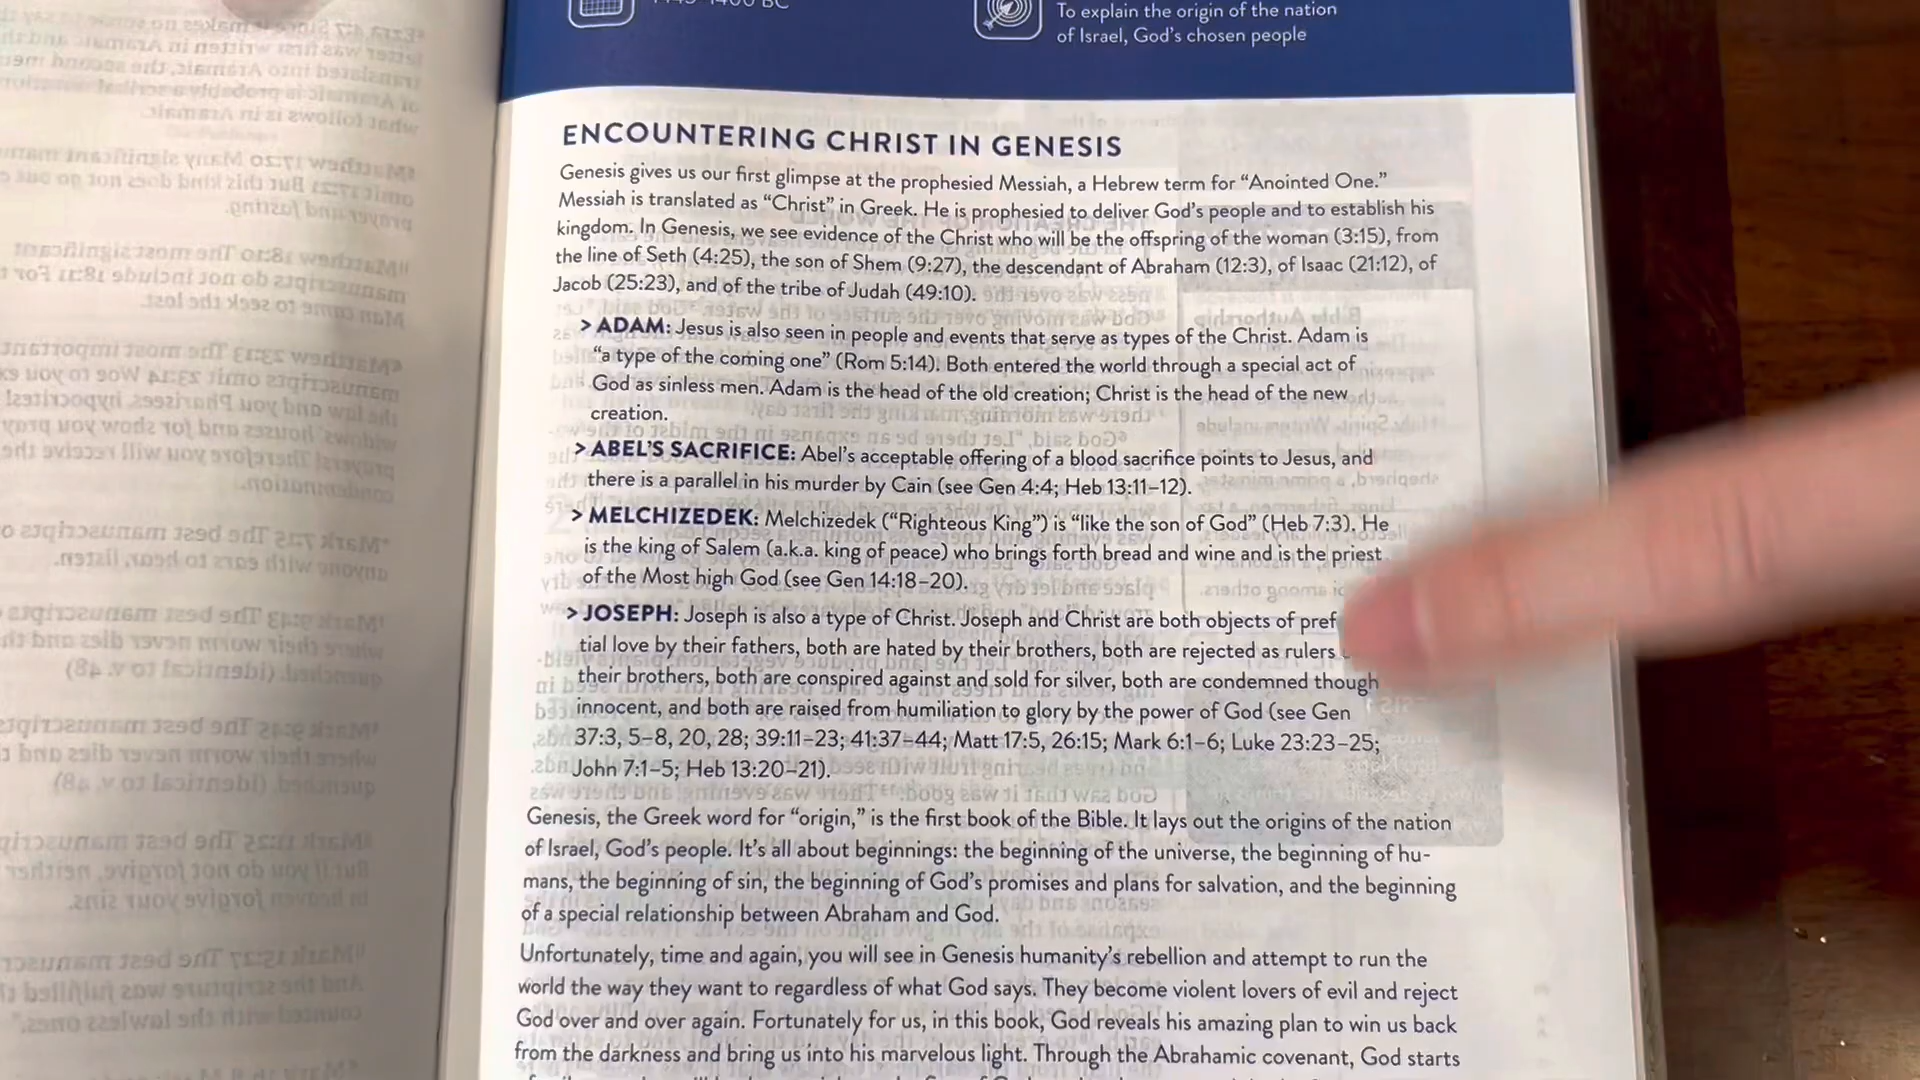 To explain the origin of the nation
of Israel, God's chosen people
ENCOUNTERING CHRIST IN GENESIS
Genesis gives us our first glimpse at the prophesied Messiah, a Hebrew term for “Anointed One.”
Messiah is translated as “Christ” in Greek. He is prophesied to deliver God's people and to establish his
kingdom. In Genesis, we see evidence of the Christ who will be the offspring of the woman (3:15), from
the line of Seth (4:25), the son of Shem (9:27), the descendant of Abraham (12:3), of Isaac (21:12), of
Jacob (25:23), and of the tribe of Judah (49:10).
> ADAM: Jesus is also seen in people and events that serve as types of the Christ. Adam is
“a type of the coming one” (Rom 5:14). Both entered the world through a special act of
God as sinless men. Adam is the head of the old creation; Christ is the head of the new
creation.
> ABEL'S SACRIFICE: Abel's acceptable offering of a blood sacrifice points to Jesus, and
there is a parallel in his murder by Cain (see Gen 4:4; Heb 13:11–12).
> MELCHIZEDEK: Melchizedek (“Righteous King”) is “like the son of God” (Heb 7:3). He
is the king of Salem (a.k.a. king of peace) who brings forth bread and wine and is the priest
of the Most high God (see Gen 14:18–20).
> JOSEPH: Joseph is also a type of Christ. Joseph and Christ are both objects of pref
tial love by their fathers, both are hated by their brothers, both are rejected as rulers
their brothers, both are conspired against and sold for silver, both are condemned though
innocent, and both are raised from humiliation to glory by the power of God (see Gen
37:3, 5–8, 20, 28; 39:11–23; 41:37–44; Matt 17:5, 26:15; Mark 6:1–6; Luke 23:23–25;
John 7:1–5; Heb 13:20–21).
Genesis, the Greek word for “origin,” is the first book of the Bible. It lays out the origins of the nation
of Israel, God's people. It's all about beginnings: the beginning of the universe, the beginning of hu-
mans, the beginning of sin, the beginning of God's promises and plans for salvation, and the beginning
of a special relationship between Abraham and God.
Unfortunately, time and again, you will see in Genesis humanity's rebellion and attempt to run the
world the way they want to regardless of what God says. They become violent lovers of evil and reject
God over and over again. Fortunately for us, in this book, God reveals his amazing plan to win us back
from the darkness and bring us into his marvelous light. Through the Abrahamic covenant, God starts